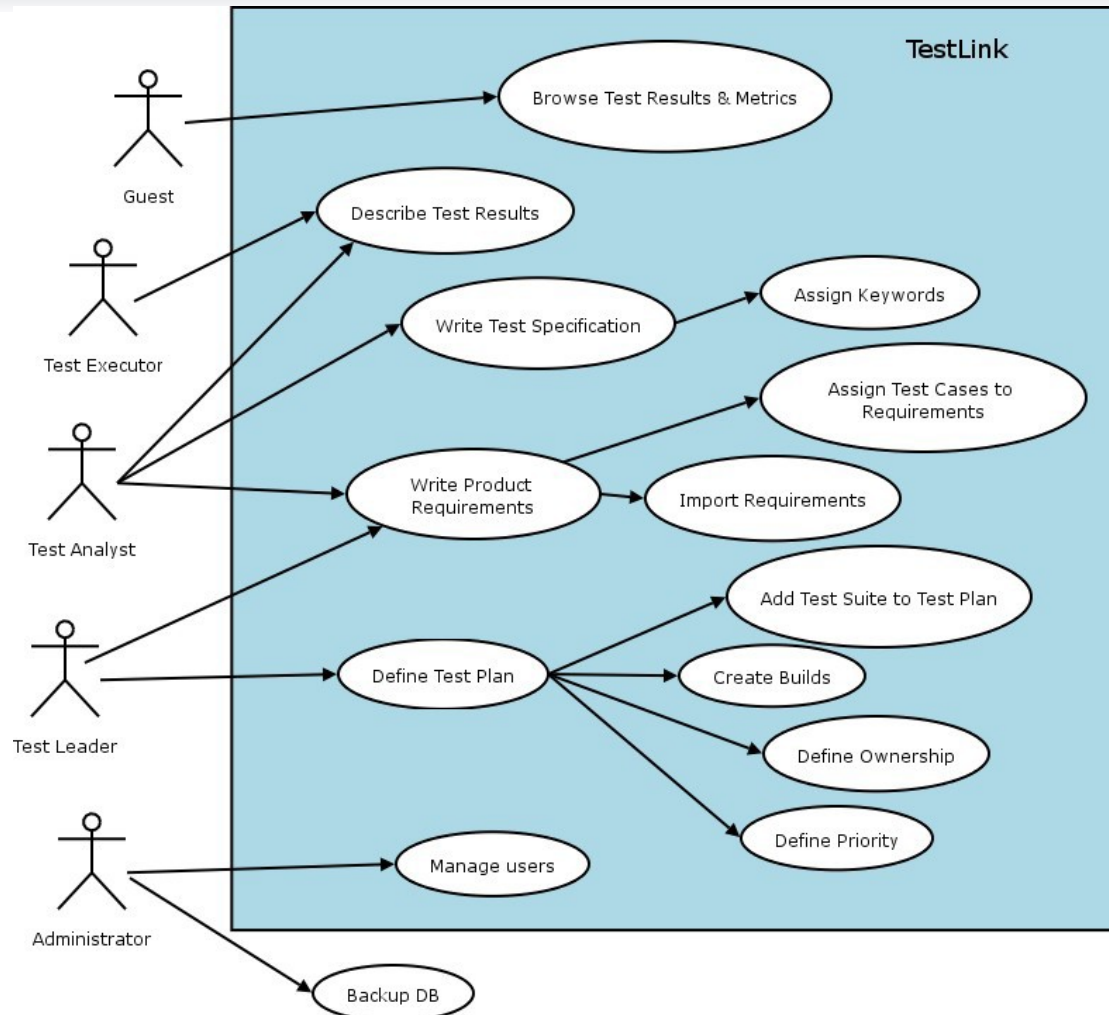 TestLink
Browse Test Results & Metrics
Guest
Describe Test Results
Test Executor
Write Test Specification
Assign Keywords
Assign Test Cases to
Requirements
Test Analyst
Write Product
Requirements
Import Requirements
Add Test Suite to Test Plan
Test Leader
Define Test Plan
Create Builds
Define Ownership
Define Priority
Administrator
Manage users
Backup DB